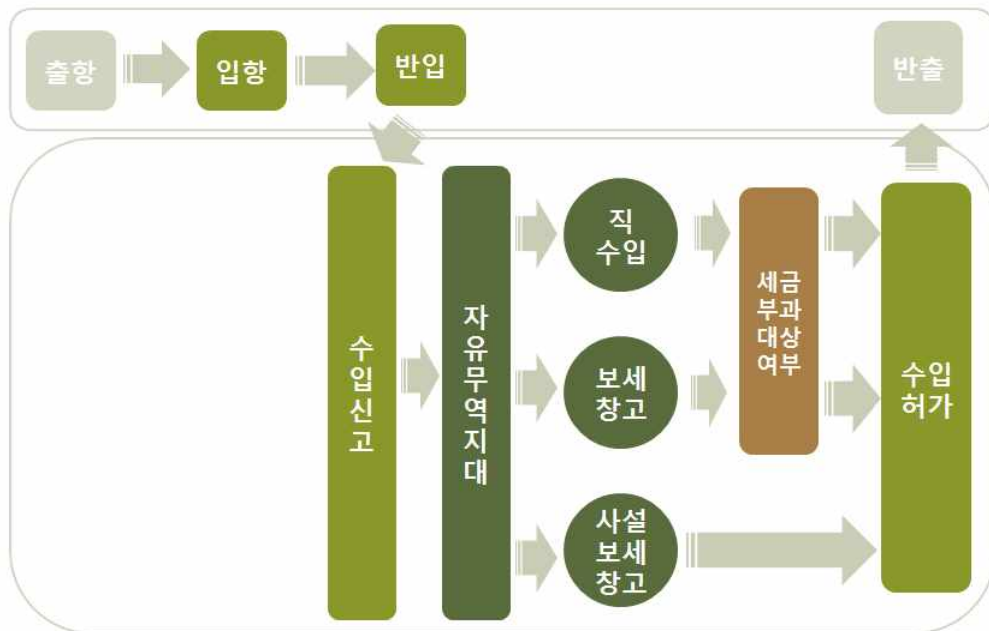 출항
입항
반입
반출
수
입
신
고
자
유
무
역
지
대
직
수입
보세
창고
사설
보세
창고
세금
부과
대상
여부
수입
허가